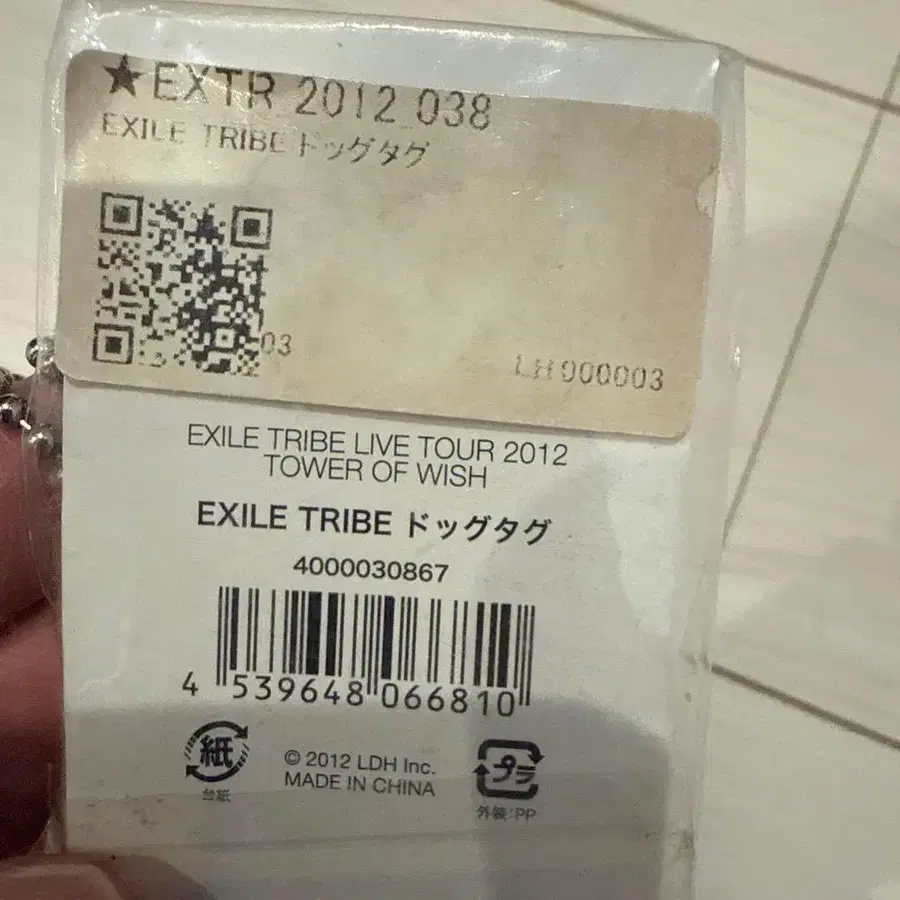 ★EXTR 2012 038
EXILE TRIBE ドッグタグ
03
LH000003
EXILE TRIBE LIVE TOUR 2012
TOWER OF WISH
EXILE TRIBE ドッグタグ
4000030867
4 539648 066810
紙
台紙
© 2012 LDH Inc.
MADE IN CHINA
プラ
外装:PP